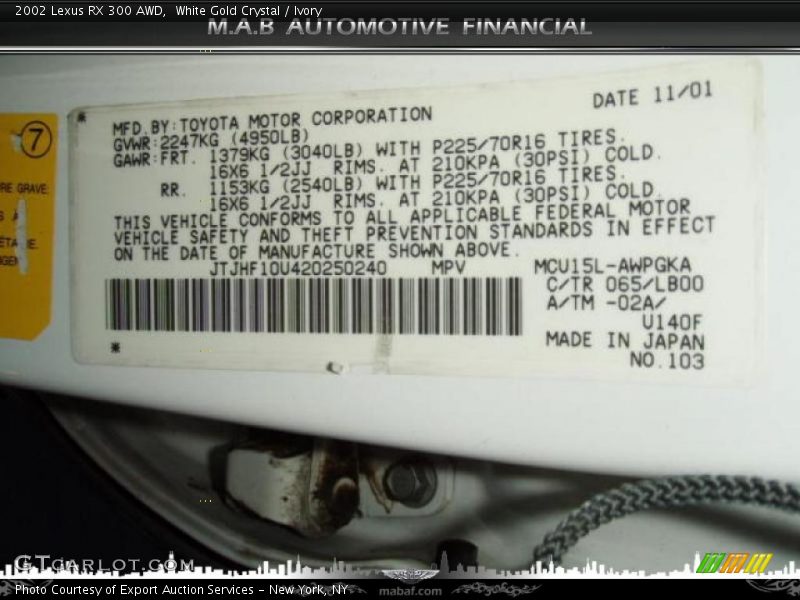 2002 Lexus RX 300 AWD, White Gold Crystal / Ivory
M.A.B AUTOMOTIVE FINANCIAL
7
RE GRAVE:
* DATE 11/01
MFD.BY:TOYOTA MOTOR CORPORATION
GVWR:2247KG (4950LB)
GAWR:FRT. 1379KG (3040LB) WITH P225/70R16 TIRES.
16X6 1/2JJ RIMS. AT 210KPA (30PSI) COLD.
RR. 1153KG (2540LB) WITH P225/70R16 TIRES.
16X6 1/2JJ RIMS. AT 210KPA (30PSI) COLD.
THIS VEHICLE CONFORMS TO ALL APPLICABLE FEDERAL MOTOR
VEHICLE SAFETY AND THEFT PREVENTION STANDARDS IN EFFECT
ON THE DATE OF MANUFACTURE SHOWN ABOVE.
JTJHF10U420250240 MPV MCU15L-AWPGKA
C/TR 065/LB00
A/TM -02A/
U140F
MADE IN JAPAN
* NO.103
GTcarlot.com
Photo Courtesy of Export Auction Services - New York, NY
mabaf.com